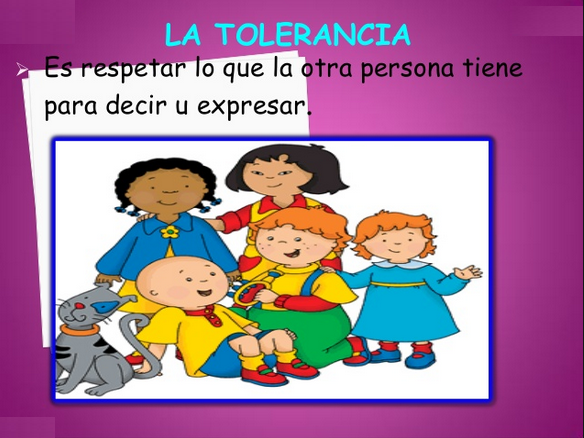 LA TOLERANCIA
Es respetar lo que la otra persona tiene
para decir u expresar.